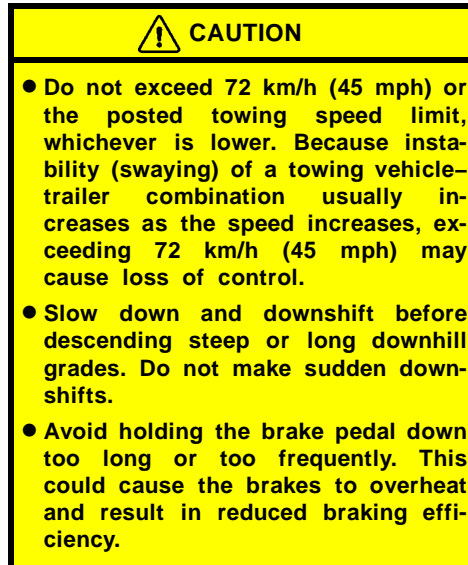 CAUTION
● Do not exceed 72 km/h (45 mph) or
the posted towing speed limit,
whichever is lower. Because insta-
bility (swaying) of a towing vehicle–
trailer combination usually in-
creases as the speed increases, ex-
ceeding 72 km/h (45 mph) may
cause loss of control.
● Slow down and downshift before
descending steep or long downhill
grades. Do not make sudden down-
shifts.
● Avoid holding the brake pedal down
too long or too frequently. This
could cause the brakes to overheat
and result in reduced braking effi-
ciency.